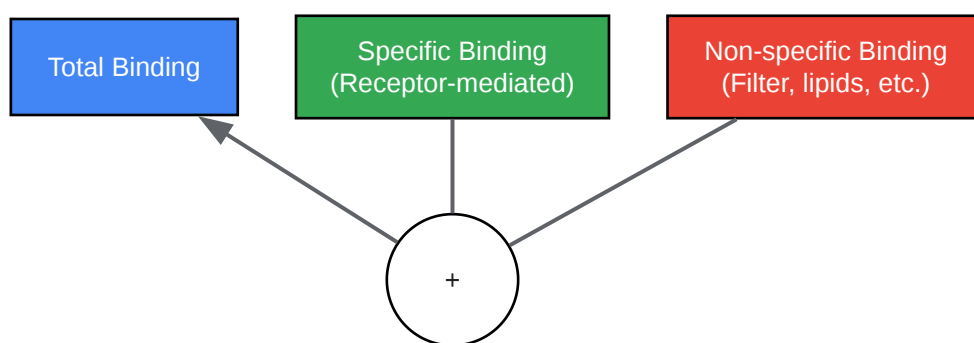 Total Binding
Specific Binding
(Receptor-mediated)
Non-specific Binding
(Filter, lipids, etc.)
+